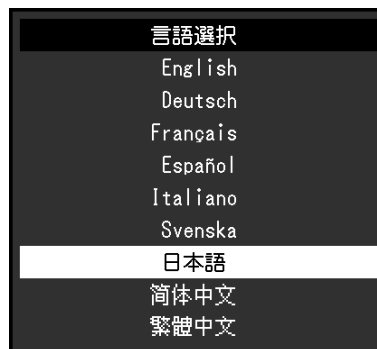 言語選択
English
Deutsch
Français
Español
Italiano
Svenska
日本語
简体中文
繁體中文